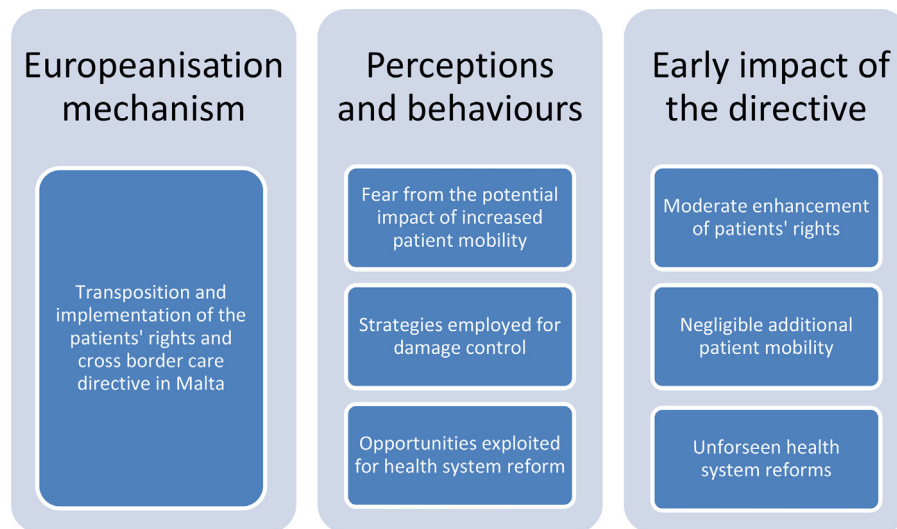 Europeanisation
mechanism
Transposition and
implementation of the
patients' rights and
cross border care
directive in Malta
Perceptions
and behaviours
Fear from the potential
impact of increased
patient mobility
Strategies employed for
damage control
Opportunities exploited
for health system reform
Early impact of
the directive
Moderate enhancement
of patients' rights
Negligible additional
patient mobility
Unforseen health
system reforms